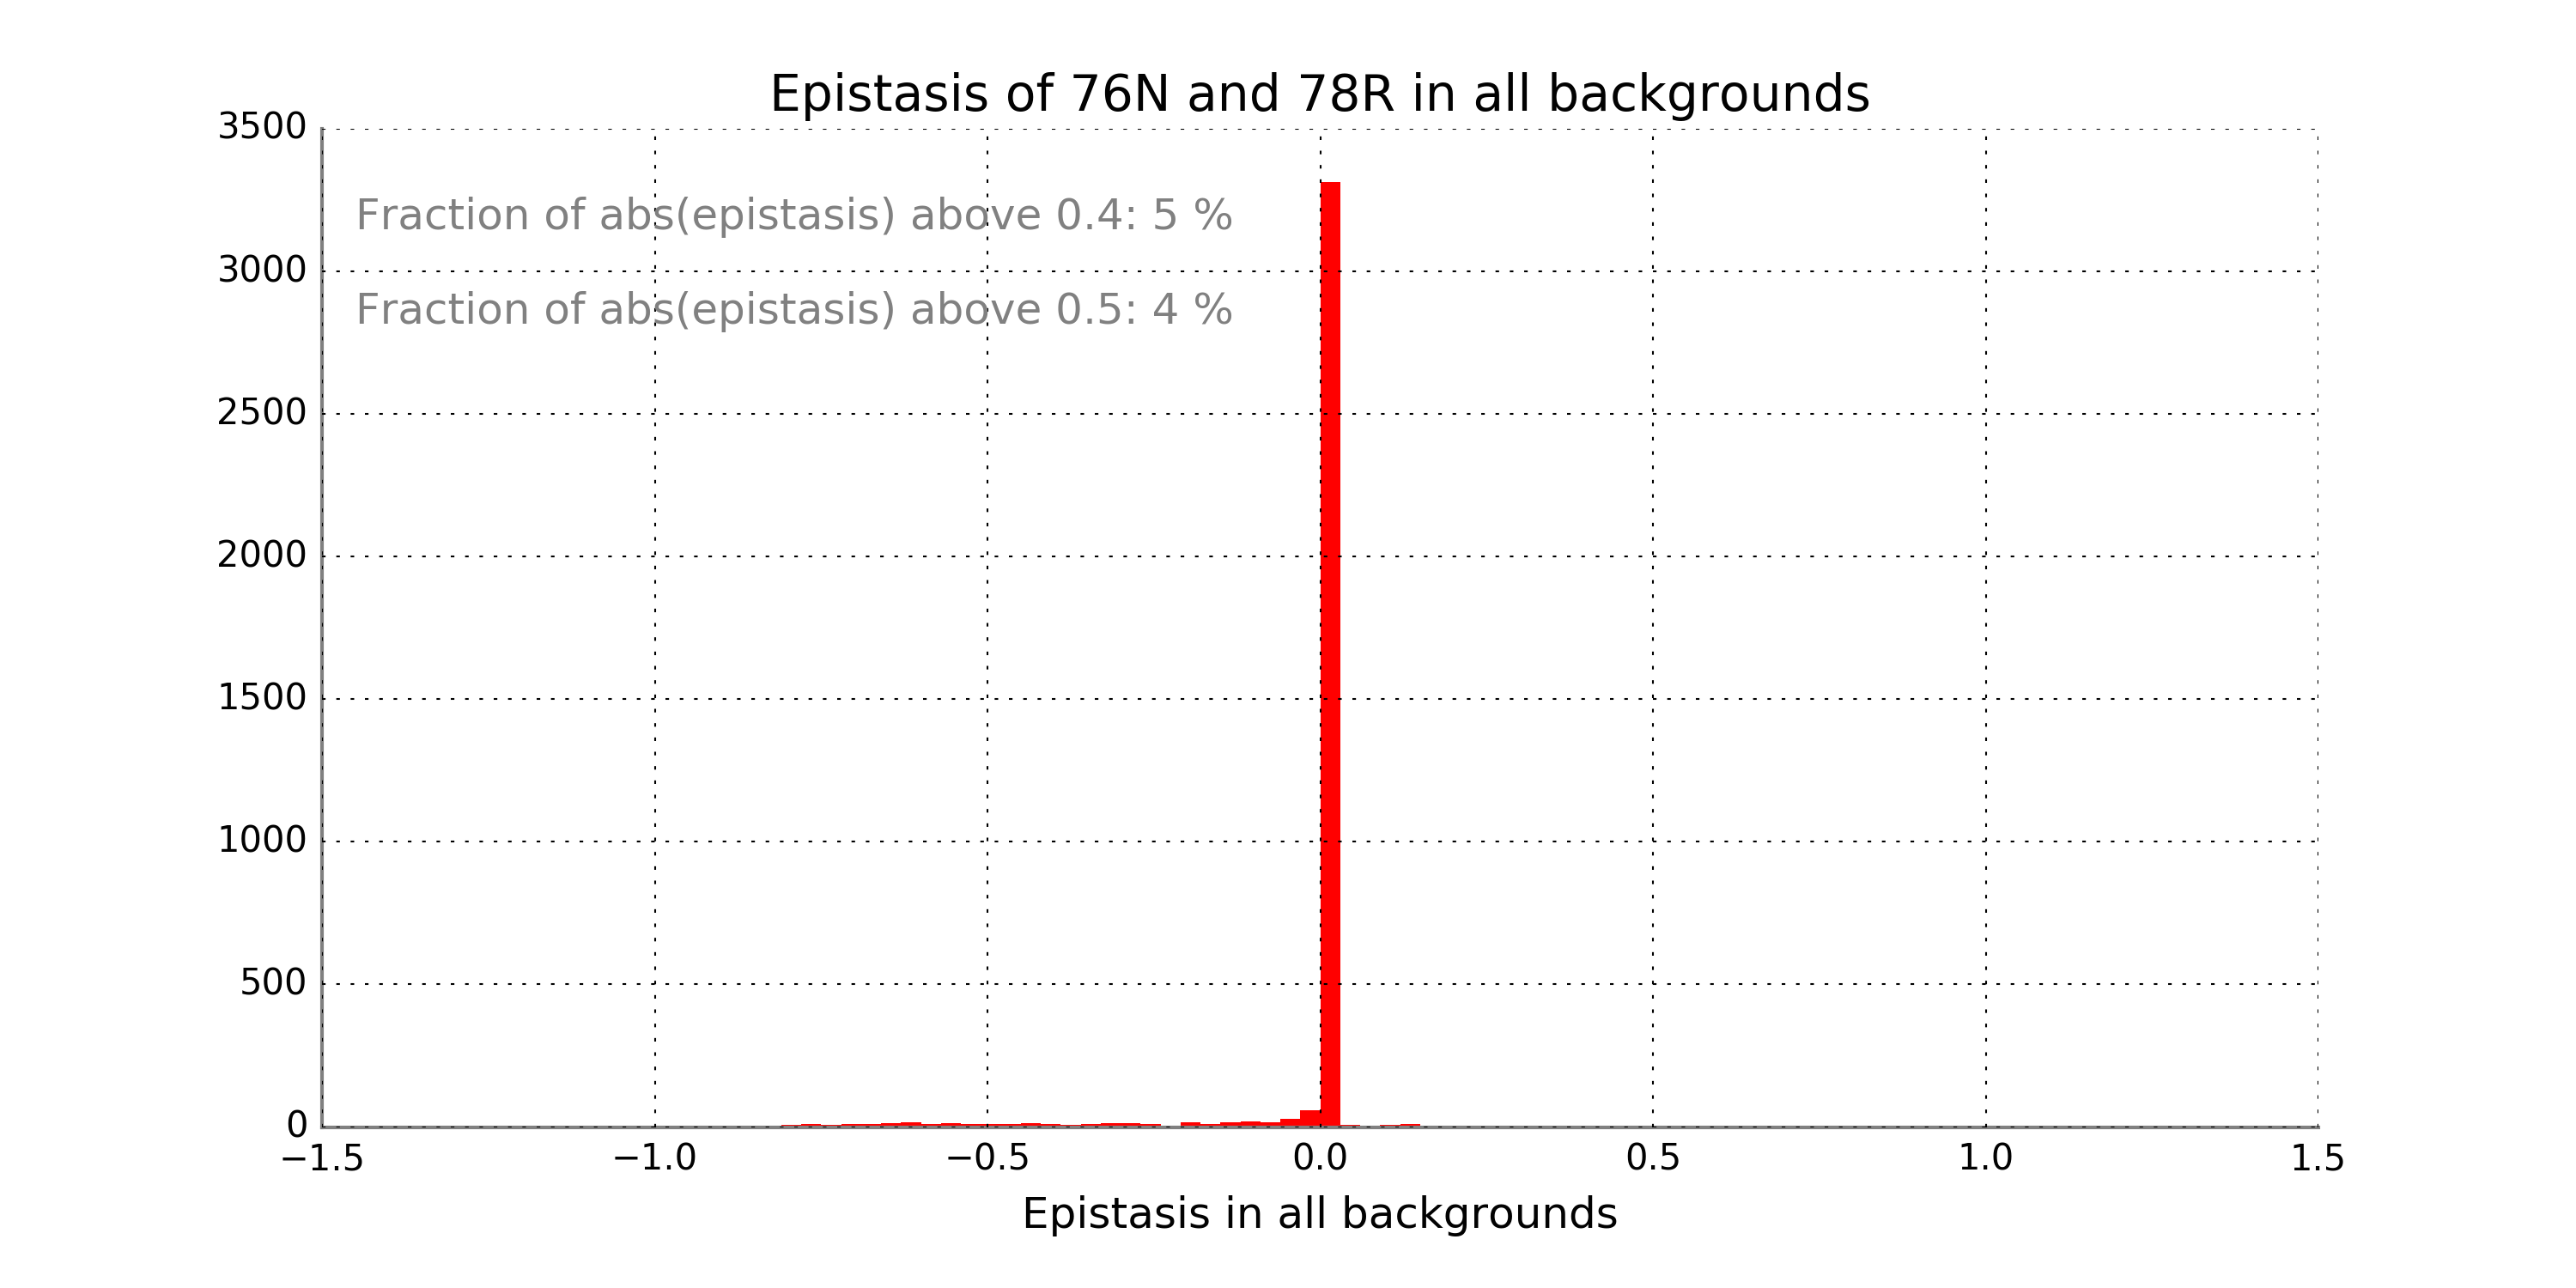 Epistasis of 76N and 78R in all backgrounds
3500
Fraction of abs(epistasis) above 0.4: 5 %
3000
Fraction of abs(epistasis) above 0.5: 4 %
2500
2000
1500
1000
500
0
−1.5 −1.0 −0.5 0.0 0.5 1.0 1.5
Epistasis in all backgrounds